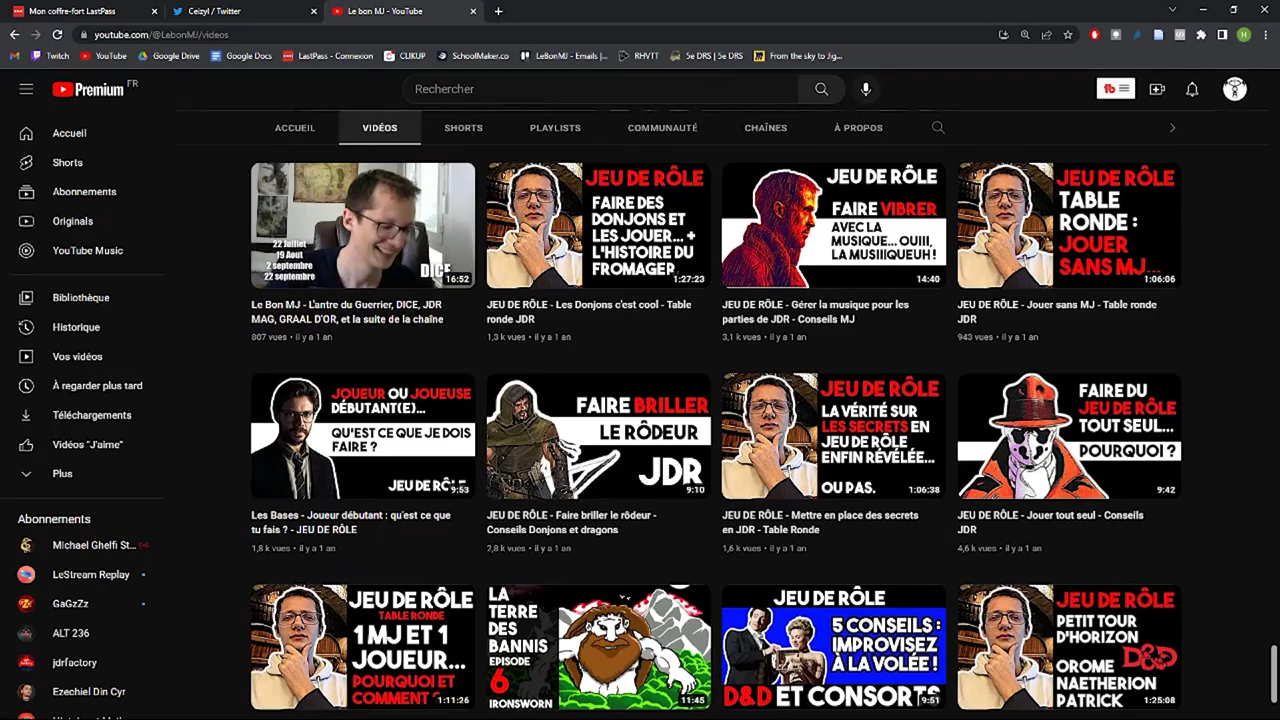 Mon coffre-fort LastPass
Ceizyl / Twitter
Le bon MJ - YouTube
youtube.com/@LebonMJ/videos
Twitch
YouTube
Google Drive
Google Docs
LastPass - Connexion
CLIKUP
SchoolMaker.co
LeBonMJ - Emails |...
RHVTT
5e DRS | 5e DRS
From the sky to Jig...
H
Premium FR
Rechercher
ACCUEIL
VIDÉOS
SHORTS
PLAYLISTS
COMMUNAUTÉ
CHAÎNES
À PROPOS
Accueil
Shorts
Abonnements
Originals
YouTube Music
Bibliothèque
Historique
Vos vidéos
À regarder plus tard
Téléchargements
Vidéos "J'aime"
Plus
Abonnements
Michael Ghelfi St...
LeStream Replay
GaGzZz
ALT 236
jdrfactory
Ezechiel Din Cyr
22 Juillet
19 Aout
2 septembre
22 septembre
DICE
16:52
Le Bon MJ - L'antre du Guerrier, DICE, JDR
MAG, GRAAL D'OR, et la suite de la chaîne
807 vues • il y a 1 an
JEU DE RÔLE
FAIRE DES
DONJONS ET
LES JOUER... +
L'HISTOIRE DU
FROMAGER
1:27:23
JEU DE RÔLE - Les Donjons c'est cool - Table
ronde JDR
1,3 k vues • il y a 1 an
JEU DE RÔLE
FAIRE VIBRER
AVEC LA
MUSIQUE... OUIII,
LA MUSIIIQUEUH !
14:40
JEU DE RÔLE - Gérer la musique pour les
parties de JDR - Conseils MJ
3,1 k vues • il y a 1 an
JEU DE RÔLE
TABLE
RONDE :
JOUER
SANS MJ...
1:06:06
JEU DE RÔLE - Jouer sans MJ - Table ronde
JDR
943 vues • il y a 1 an
JOUEUR OU JOUEUSE
DÉBUTANT(E)...
QU'EST CE QUE JE DOIS
FAIRE ?
JEU DE RÔ
9:53
Les Bases - Joueur débutant : qu'est ce que
tu fais ? - JEU DE RÔLE
1,8 k vues • il y a 1 an
FAIRE BRILLER
LE RÔDEUR
JDR
9:10
JEU DE RÔLE - Faire briller le rôdeur -
Conseils Donjons et dragons
2,8 k vues • il y a 1 an
JEU DE RÔLE
LA VÉRITÉ SUR
LES SECRETS EN
JEU DE RÔLE
ENFIN RÉVÉLÉE...
OU PAS.
1:06:38
JEU DE RÔLE - Mettre en place des secrets
en JDR - Table Ronde
1,6 k vues • il y a 1 an
FAIRE DU
JEU DE RÔLE
TOUT SEUL...
POURQUOI ?
9:42
JEU DE RÔLE - Jouer tout seul - Conseils
JDR
4,6 k vues • il y a 1 an
JEU DE RÔLE
TABLE RONDE
1 MJ ET 1
JOUEUR...
POURQUOI ET
COMMENT ?
1:11:26
LA
TERRE
DES
BANNIS
EPISODE
6
IRONSWORN
11:45
JEU DE RÔLE
5 CONSEILS :
IMPROVISEZ
À LA VOLÉE !
D&D ET CONSORTS
9:51
JEU DE RÔLE
PETIT TOUR
D'HORIZON
D&D
OROME
NAETHERION
PATRICK
1:25:08